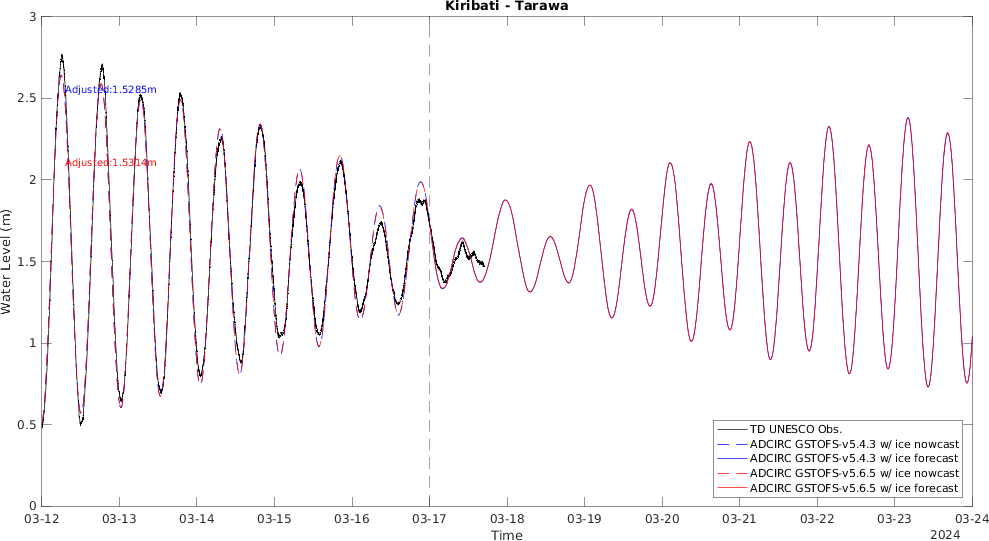 Kiribati - Tarawa
3
2.5
2
1.5
1
0.5
0
Water Level (m)
Adjusted:1.5285m
Adjusted:1.5314m
TD UNESCO Obs.
ADCIRC GSTOFS-v5.4.3 w/ ice nowcast
ADCIRC GSTOFS-v5.4.3 w/ ice forecast
ADCIRC GSTOFS-v5.6.5 w/ ice nowcast
ADCIRC GSTOFS-v5.6.5 w/ ice forecast
03-12 03-13 03-14 03-15 03-16 03-17 03-18 03-19 03-20 03-21 03-22 03-23 03-24
Time
2024